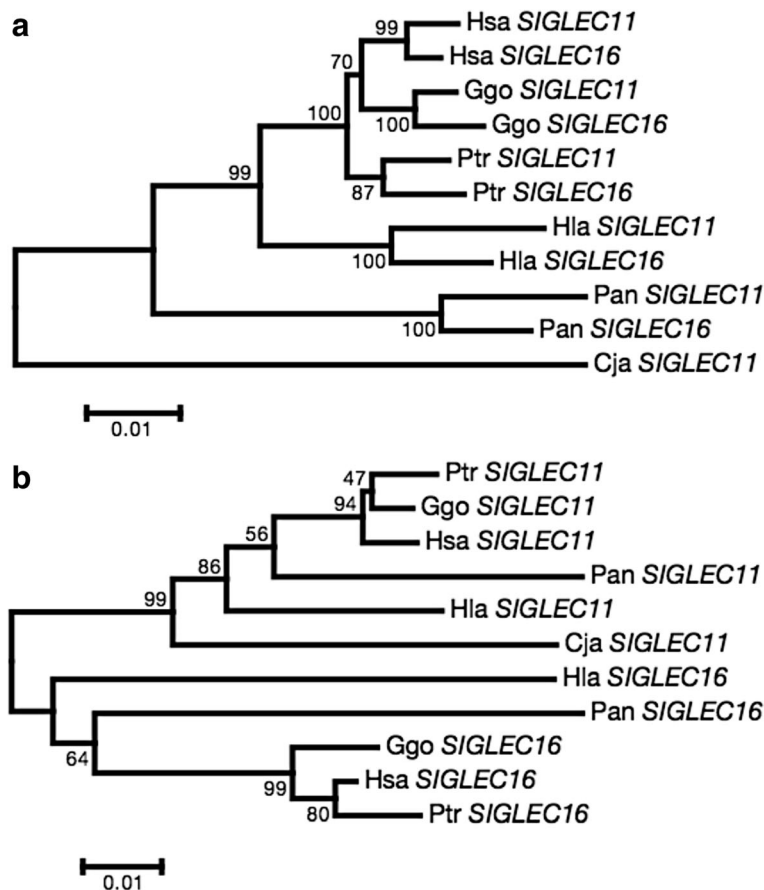 a
99
Hsa SIGLEC11
Hsa SIGLEC16
70
Ggo SIGLEC11
100
100
Ggo SIGLEC16
Ptr SIGLEC11
99
87
Ptr SIGLEC16
Hla SIGLEC11
100
Hla SIGLEC16
Pan SIGLEC11
100
Pan SIGLEC16
Cja SIGLEC11
0.01
b
47
Ptr SIGLEC11
94
Ggo SIGLEC11
56
Hsa SIGLEC11
86
Pan SIGLEC11
99
Hla SIGLEC11
Cja SIGLEC11
Hla SIGLEC16
Pan SIGLEC16
64
Ggo SIGLEC16
99
Hsa SIGLEC16
80
Ptr SIGLEC16
0.01